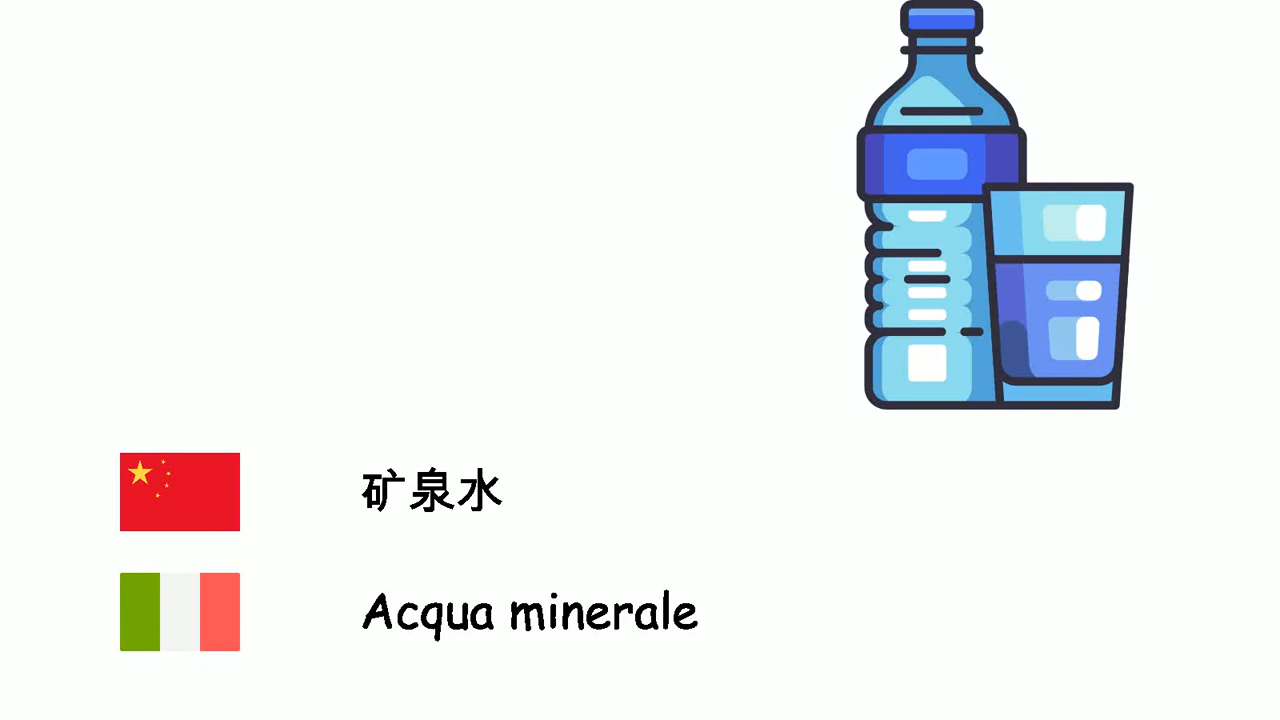 矿泉水
Acqua minerale